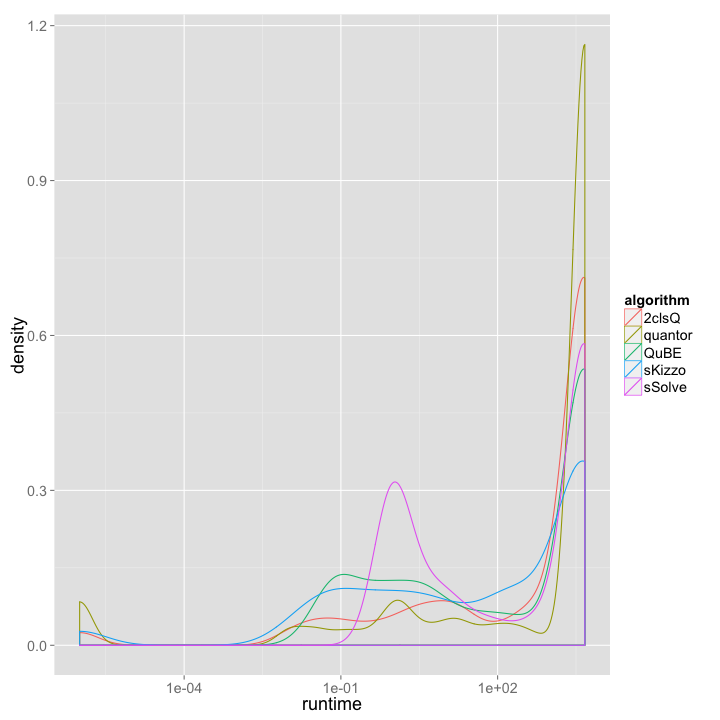 1.2
0.9
0.6
0.3
0.0
density
1e-04
1e-01
1e+02
runtime
algorithm
2clsQ
quantor
QuBE
sKizzo
sSolve